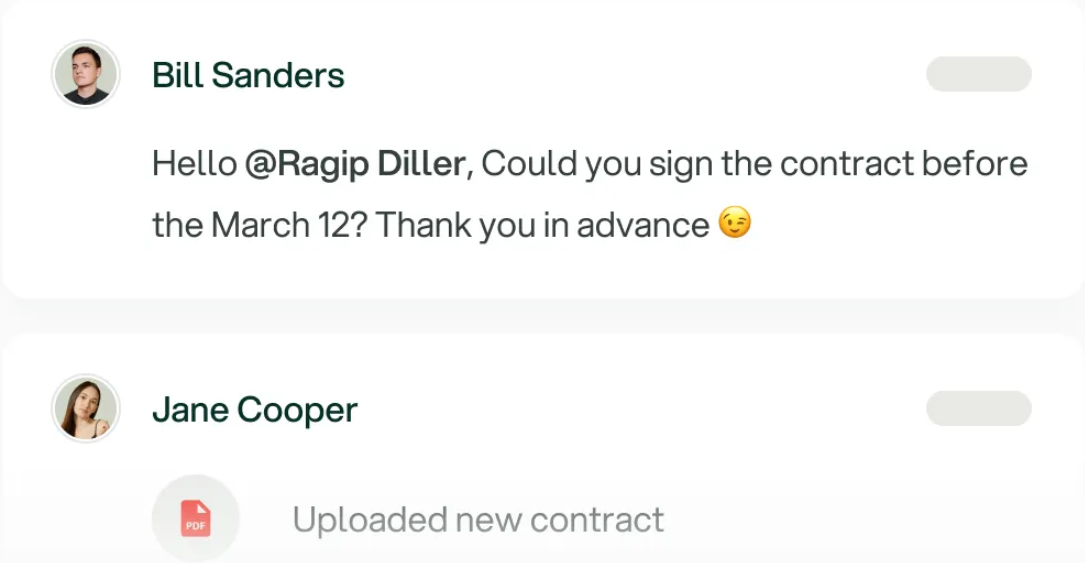 Bill Sanders
Hello @Ragip Diller, Could you sign the contract before
the March 12? Thank you in advance 😉
Jane Cooper
PDF
Uploaded new contract